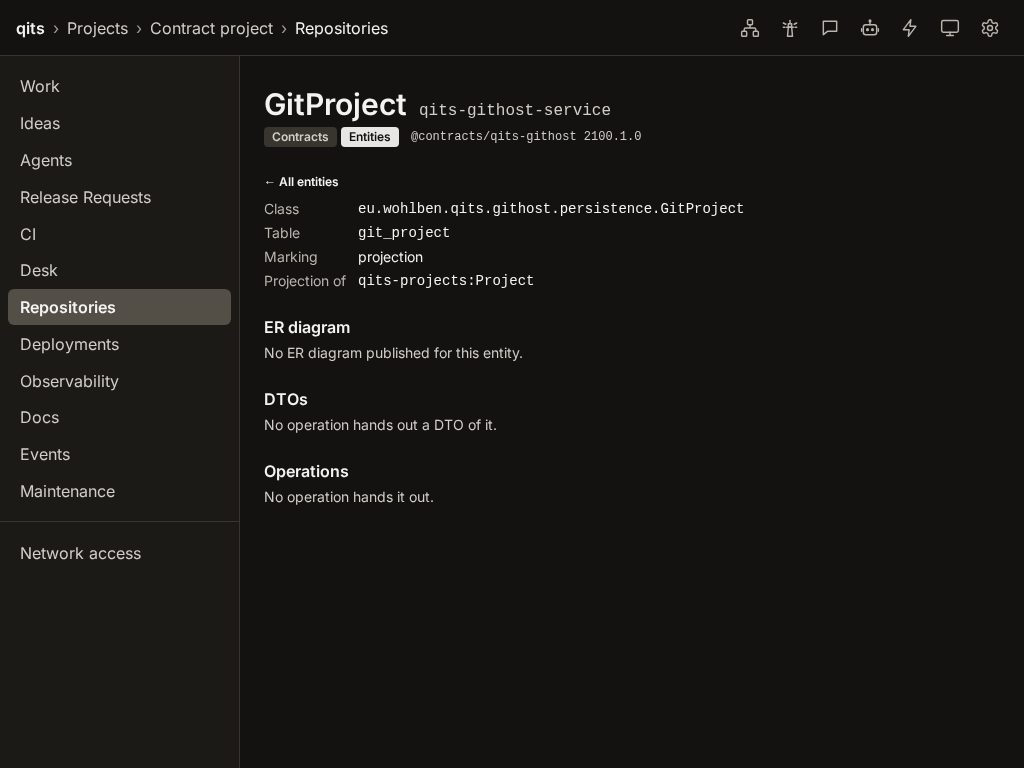 qits › Projects › Contract project › Repositories
Work
Ideas
Agents
Release Requests
CI
Desk
Repositories
Deployments
Observability
Docs
Events
Maintenance
Network access
GitProject qits-githost-service
Contracts Entities @contracts/qits-githost 2100.1.0
← All entities
Class eu.wohlben.qits.githost.persistence.GitProject
Table git_project
Marking projection
Projection of qits-projects:Project
ER diagram
No ER diagram published for this entity.
DTOs
No operation hands out a DTO of it.
Operations
No operation hands it out.